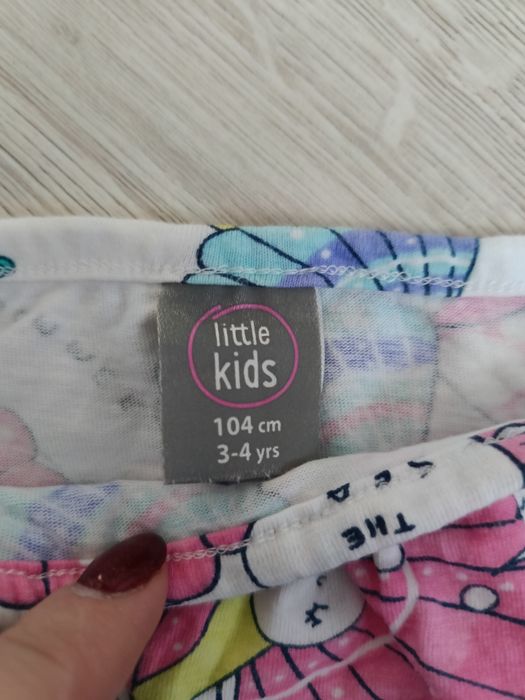 little
kids
104 cm
3-4 yrs
THE